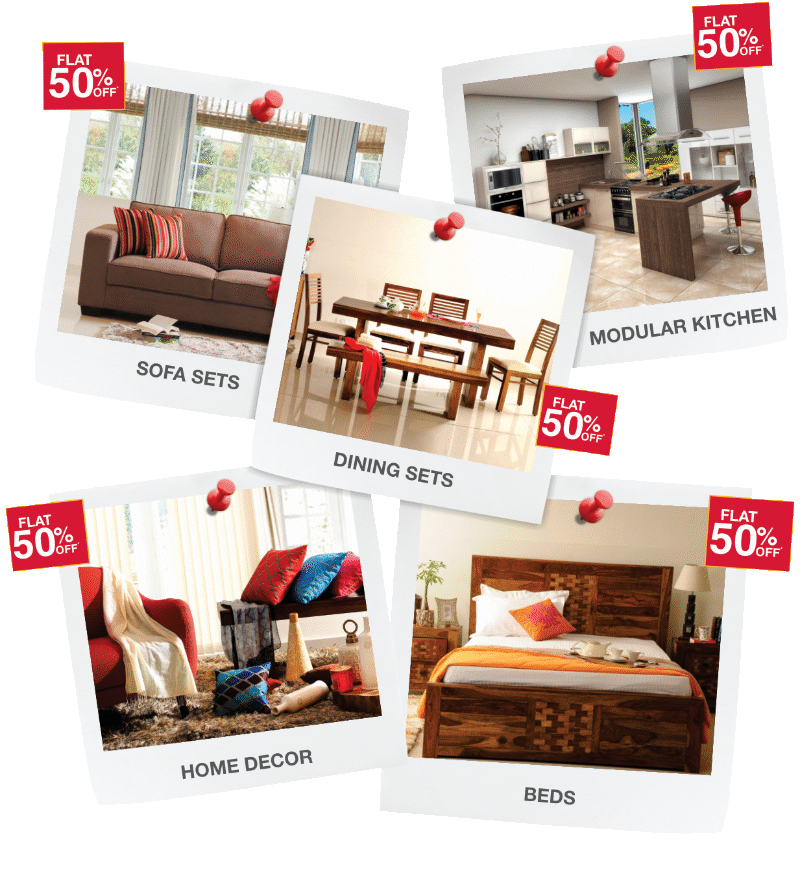 FLAT
50% OFF*
FLAT
50% OFF*
SOFA SETS
MODULAR KITCHEN
DINING SETS
FLAT
50% OFF*
FLAT
50% OFF*
HOME DECOR
FLAT
50% OFF*
BEDS